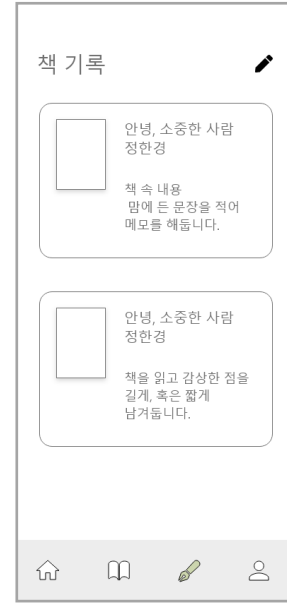 책 기록
안녕, 소중한 사람
정한경
책 속 내용
맘에 든 문장을 적어
메모를 해둡니다.
안녕, 소중한 사람
정한경
책을 읽고 감상한 점을
길게, 혹은 짧게
남겨둡니다.